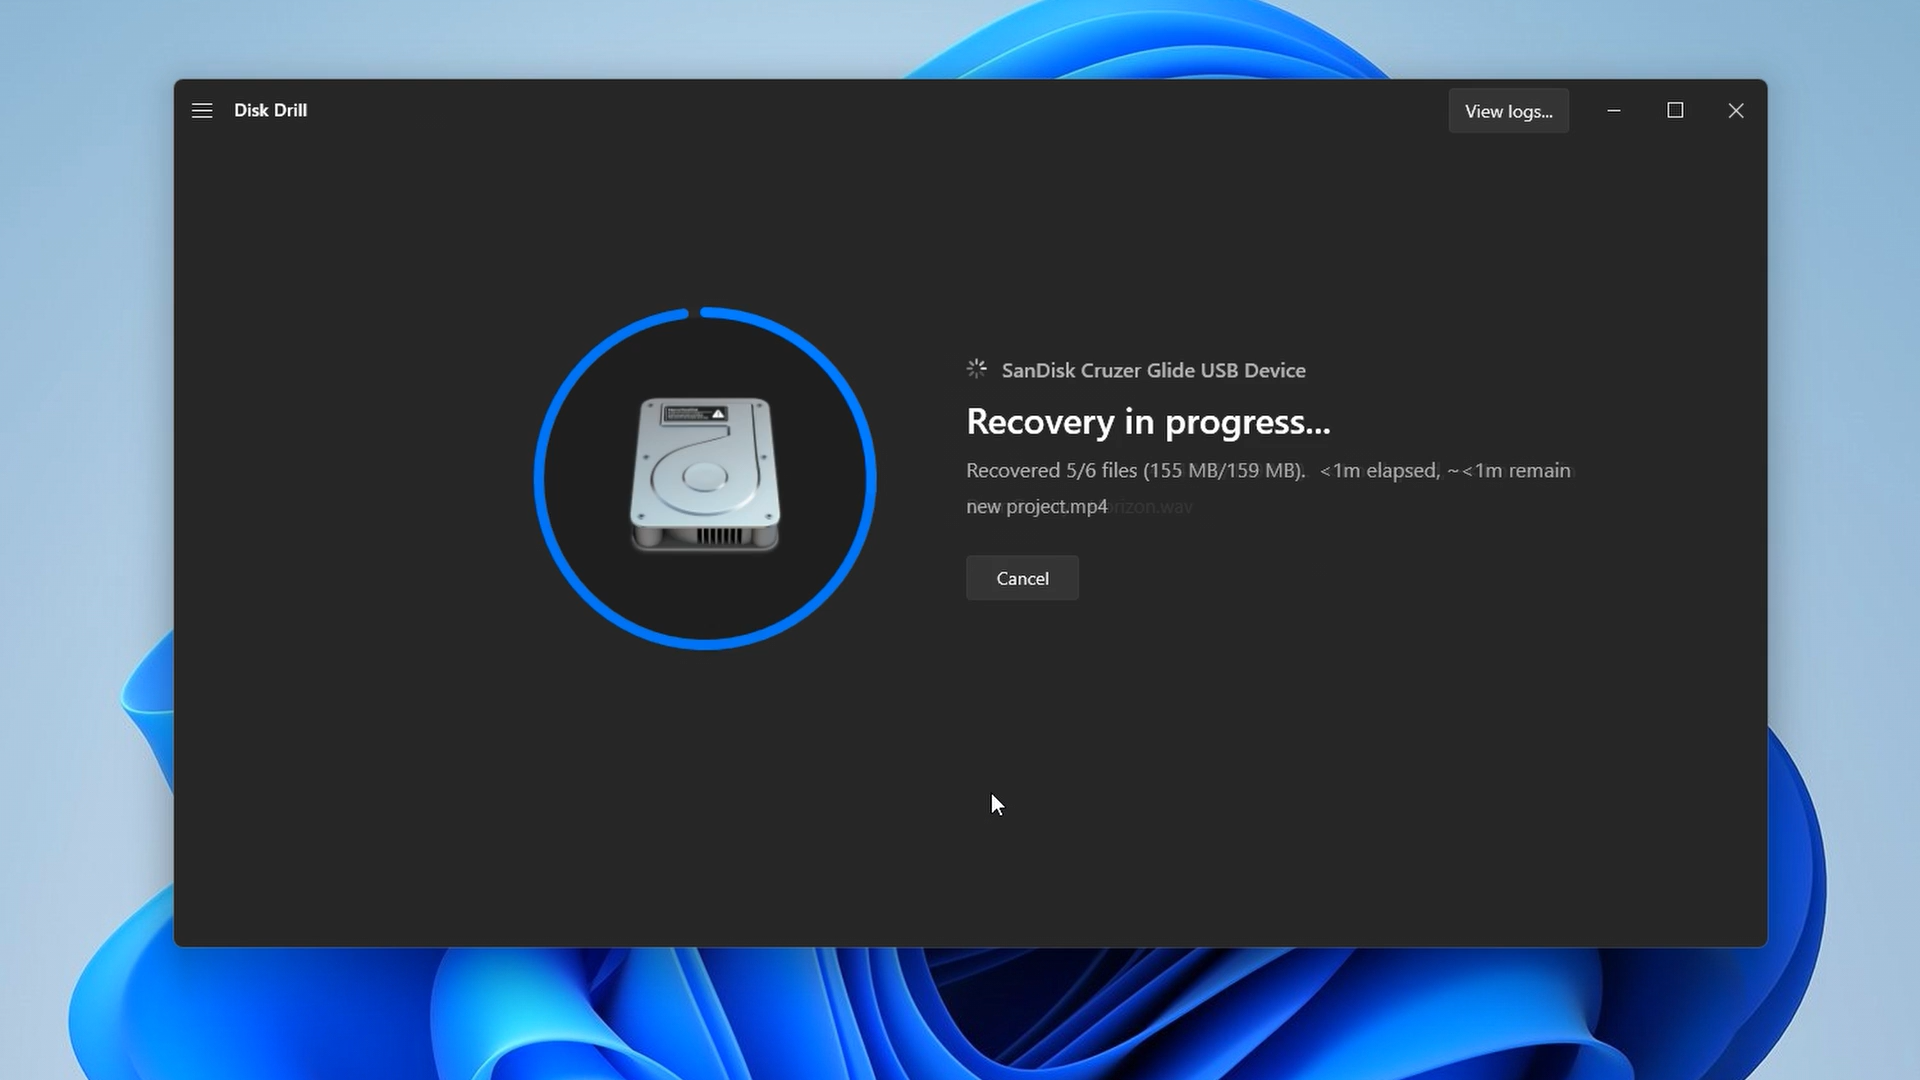 Disk Drill
View logs...
SanDisk Cruzer Glide USB Device
Recovery in progress...
Recovered 5/6 files (155 MB/159 MB). <1m elapsed, ~<1m remain
new project.mp4
Cancel